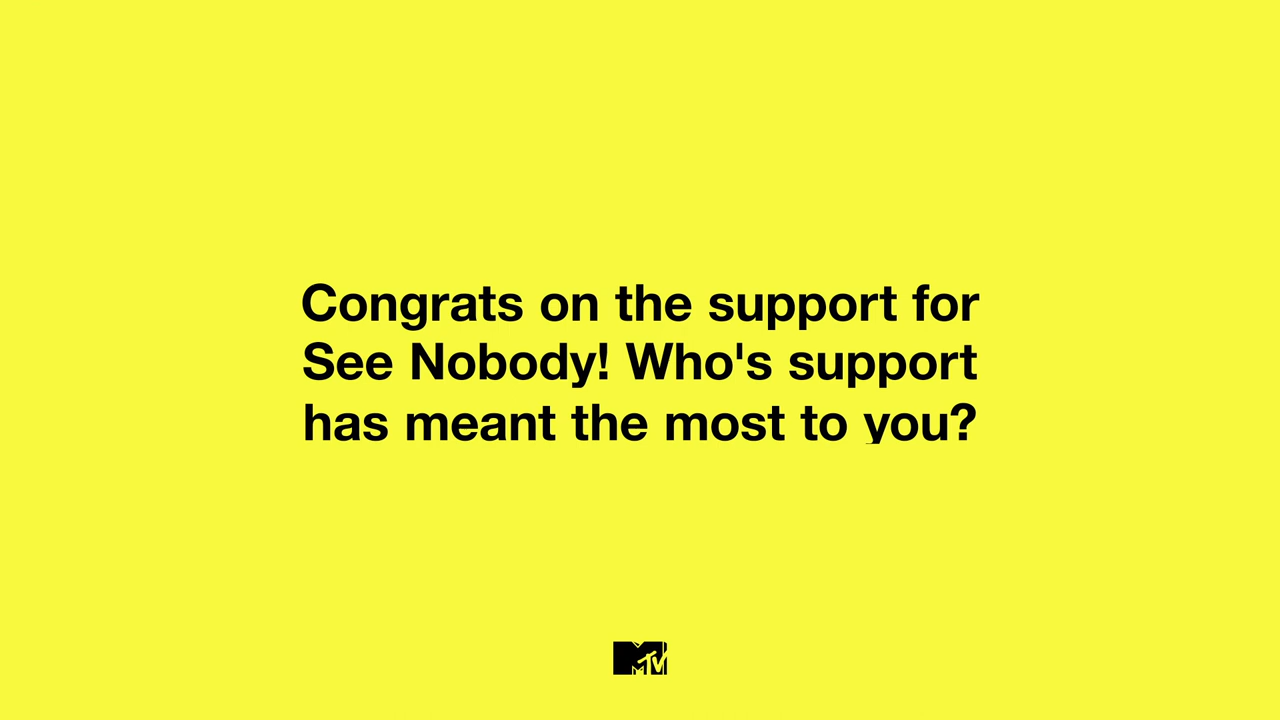 Congrats on the support for
See Nobody! Who's support
has meant the most to you?
MTV